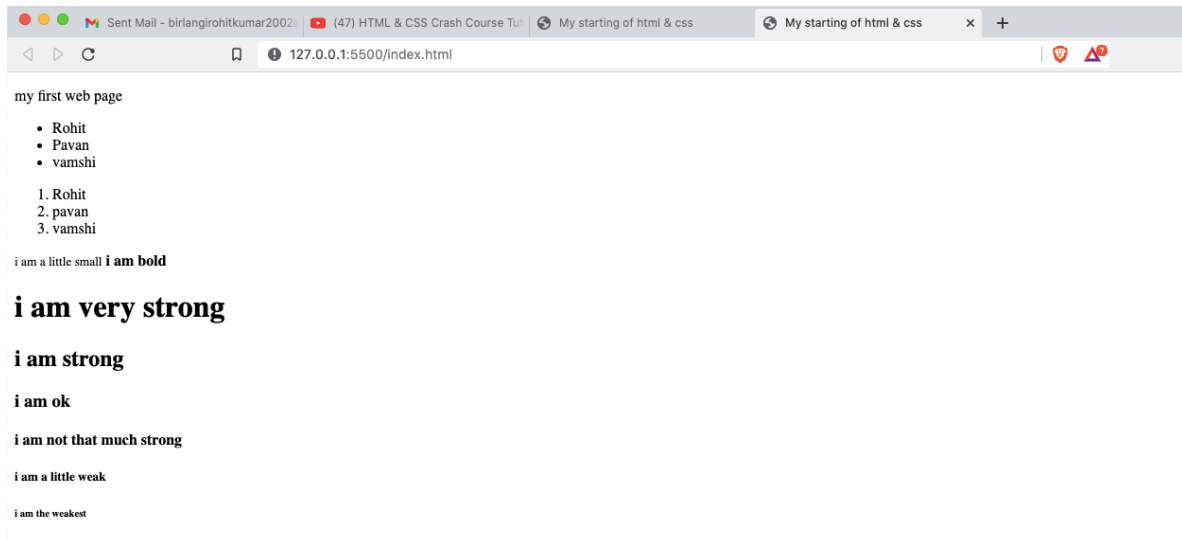 Sent Mail - birlangirohitkumar2002
(47) HTML & CSS Crash Course Tut
My starting of html & css
My starting of html & css
127.0.0.1:5500/index.html
7
my first web page
• Rohit
• Pavan
• vamshi
1. Rohit
2. pavan
3. vamshi
i am a little small i am bold
i am very strong
i am strong
i am ok
i am not that much strong
i am a little weak
i am the weakest